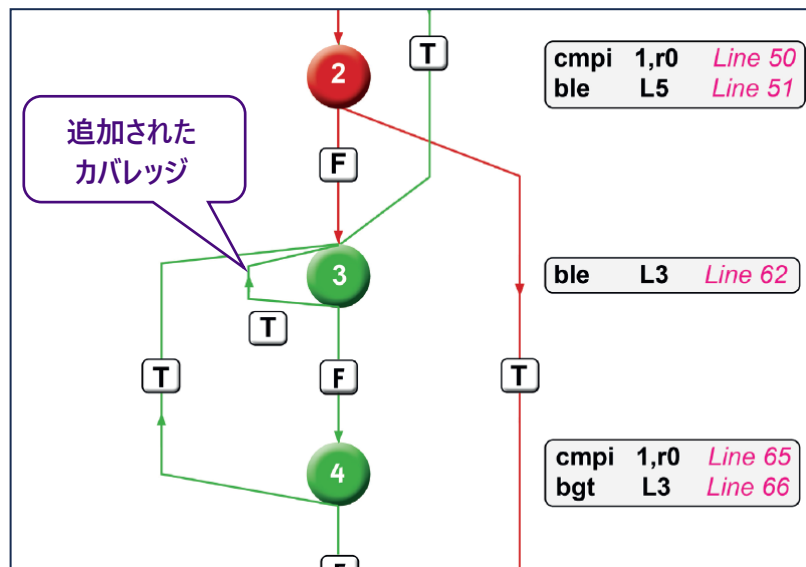 2
T
cmpi 1,r0 Line 50
ble L5 Line 51
追加された
カバレッジ
F
3
ble L3 Line 62
T
T
F
T
4
cmpi 1,r0 Line 65
bgt L3 Line 66